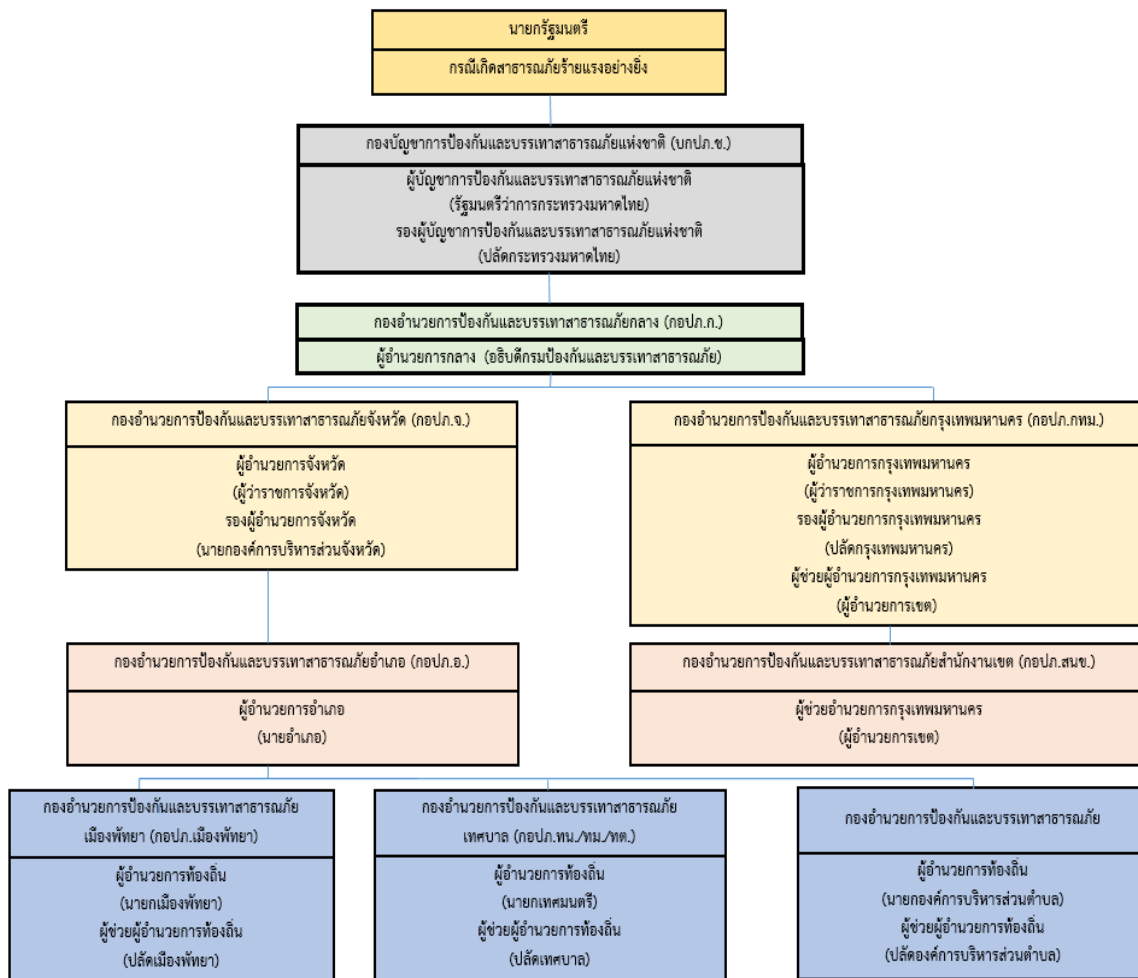 นายกรัฐมนตรี
กรณีเกิดสาธารณภัยร้ายแรงอย่างยิ่ง
กองบัญชาการป้องกันและบรรเทาสาธารณภัยแห่งชาติ (บกปภ.ช.)
ผู้บัญชาการป้องกันและบรรเทาสาธารณภัยแห่งชาติ
(รัฐมนตรีว่าการกระทรวงมหาดไทย)
รองผู้บัญชาการป้องกันและบรรเทาสาธารณภัยแห่งชาติ
(ปลัดกระทรวงมหาดไทย)
กองอำนวยการป้องกันและบรรเทาสาธารณภัยกลาง (กอปภ.ก.)
ผู้อำนวยการกลาง (อธิบดีกรมป้องกันและบรรเทาสาธารณภัย)
กองอำนวยการป้องกันและบรรเทาสาธารณภัยจังหวัด (กอปภ.จ.)
ผู้อำนวยการจังหวัด
(ผู้ว่าราชการจังหวัด)
รองผู้อำนวยการจังหวัด
(นายกองค์การบริหารส่วนจังหวัด)
กองอำนวยการป้องกันและบรรเทาสาธารณภัยกรุงเทพมหานคร (กอปภ.กทม.)
ผู้อำนวยการกรุงเทพมหานคร
(ผู้ว่าราชการกรุงเทพมหานคร)
รองผู้อำนวยการกรุงเทพมหานคร
(ปลัดกรุงเทพมหานคร)
ผู้ช่วยผู้อำนวยการกรุงเทพมหานคร
(ผู้อำนวยการเขต)
กองอำนวยการป้องกันและบรรเทาสาธารณภัยอำเภอ (กอปภ.อ.)
ผู้อำนวยการอำเภอ
(นายอำเภอ)
กองอำนวยการป้องกันและบรรเทาสาธารณภัยสำนักงานเขต (กอปภ.สนข.)
ผู้ช่วยอำนวยการกรุงเทพมหานคร
(ผู้อำนวยการเขต)
กองอำนวยการป้องกันและบรรเทาสาธารณภัย
เมืองพัทยา (กอปภ.เมืองพัทยา)
ผู้อำนวยการท้องถิ่น
(นายกเมืองพัทยา)
ผู้ช่วยผู้อำนวยการท้องถิ่น
(ปลัดเมืองพัทยา)
กองอำนวยการป้องกันและบรรเทาสาธารณภัย
เทศบาล (กอปภ.ทน./ทม./ทต.)
ผู้อำนวยการท้องถิ่น
(นายกเทศมนตรี)
ผู้ช่วยผู้อำนวยการท้องถิ่น
(ปลัดเทศบาล)
กองอำนวยการป้องกันและบรรเทาสาธารณภัย
ผู้อำนวยการท้องถิ่น
(นายกองค์การบริหารส่วนตำบล)
ผู้ช่วยผู้อำนวยการท้องถิ่น
(ปลัดองค์การบริหารส่วนตำบล)